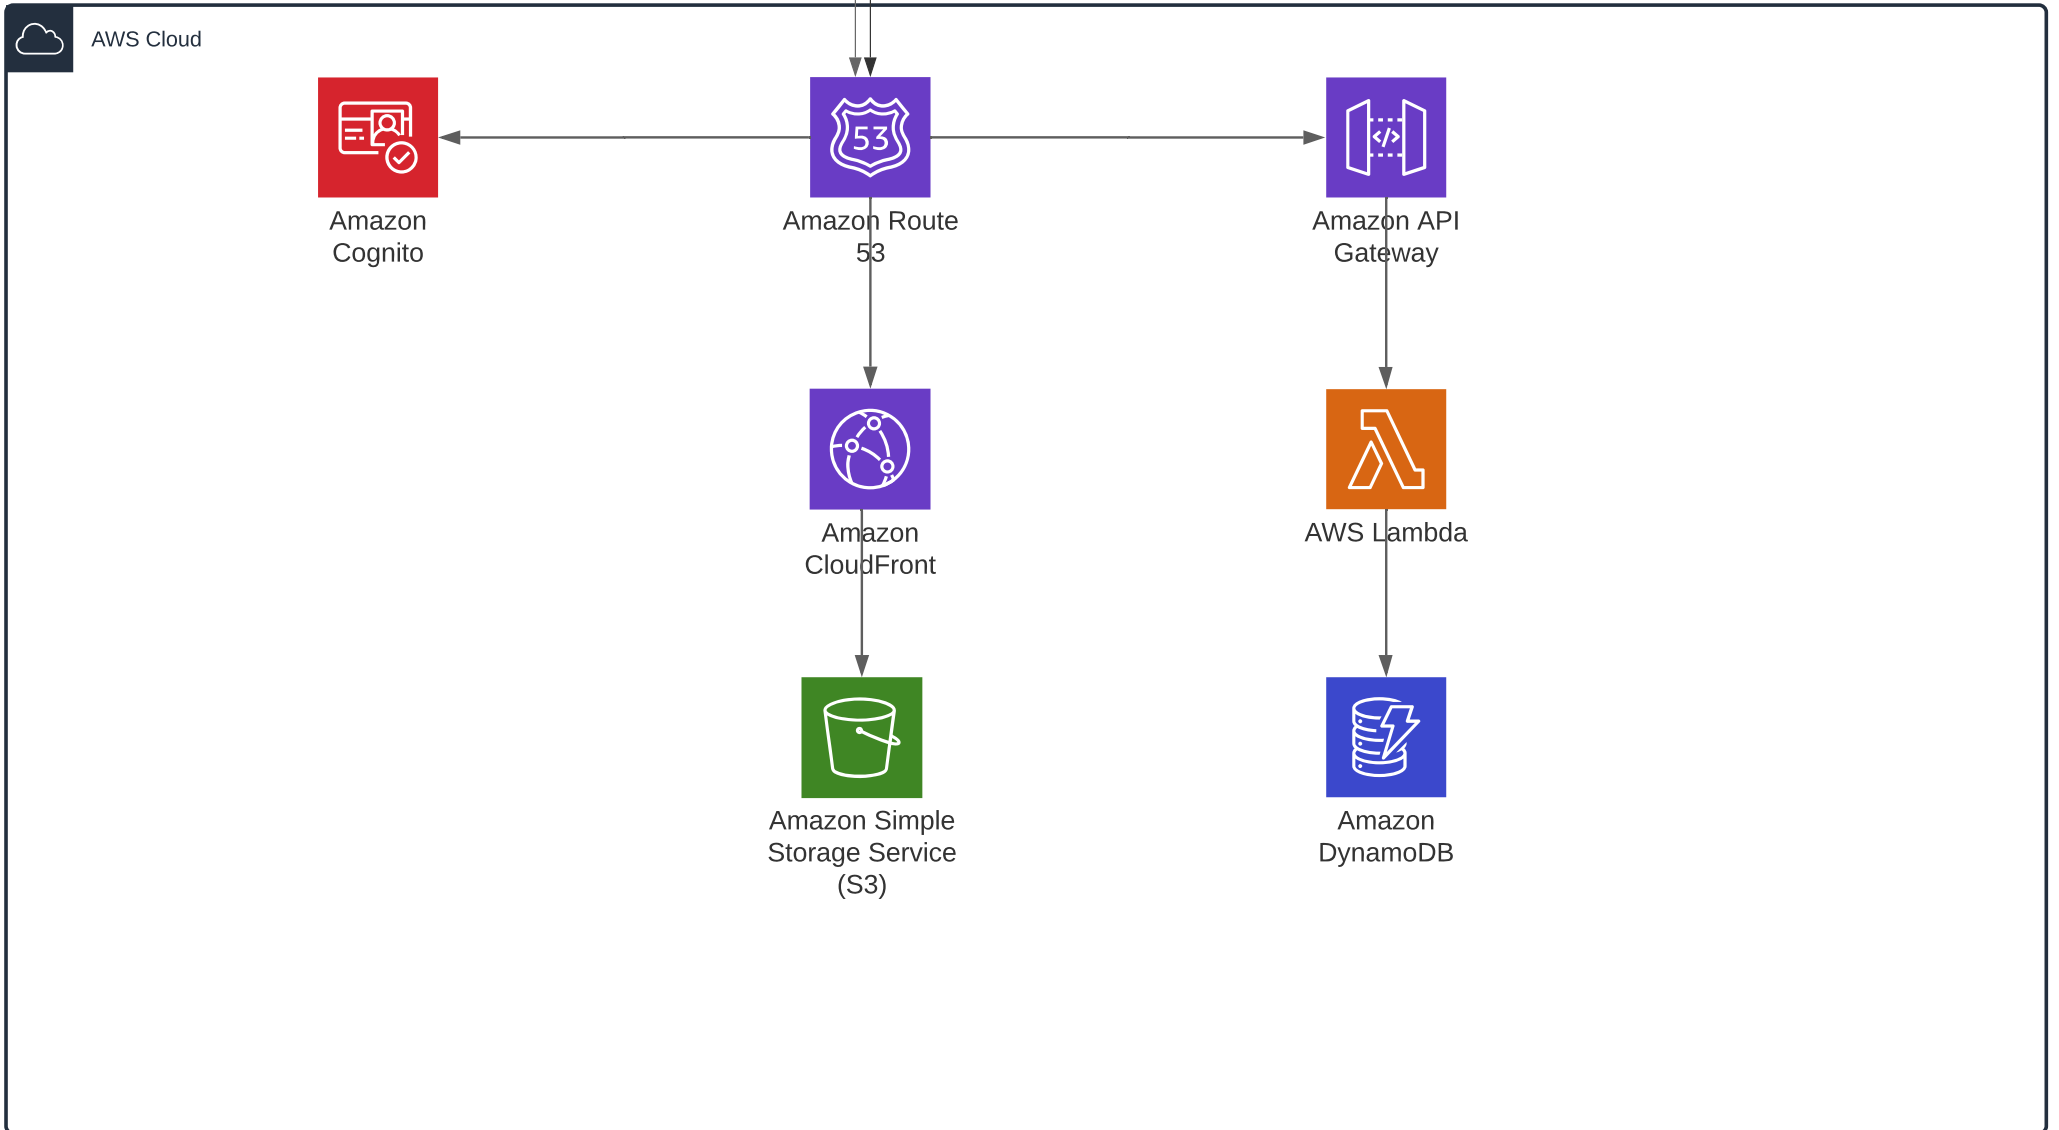 AWS Cloud
53
Amazon
Cognito
Amazon Route
53
Amazon API
Gateway
Amazon
CloudFront
AWS Lambda
Amazon Simple
Storage Service
(S3)
Amazon
DynamoDB